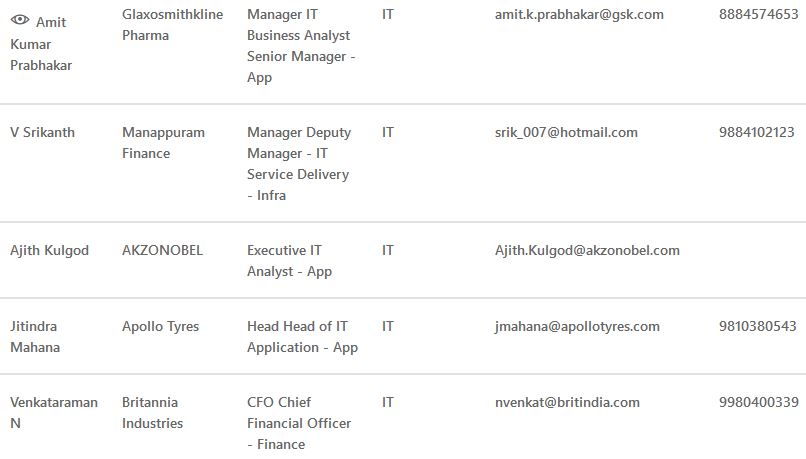 Amit Kumar Prabhakar Glaxosmithkline Pharma Manager IT Business Analyst Senior Manager - App IT amit.k.prabhakar@gsk.com 8884574653
V Srikanth Manappuram Finance Manager Deputy Manager - IT Service Delivery - Infra IT srik_007@hotmail.com 9884102123
Ajith Kulgod AKZONOBEL Executive IT Analyst - App IT Ajith.Kulgod@akzonobel.com
Jitindra Mahana Apollo Tyres Head Head of IT Application - App IT jmahana@apollotyres.com 9810380543
Venkataraman N Britannia Industries CFO Chief Financial Officer - Finance IT nvenkat@britindia.com 9980400339